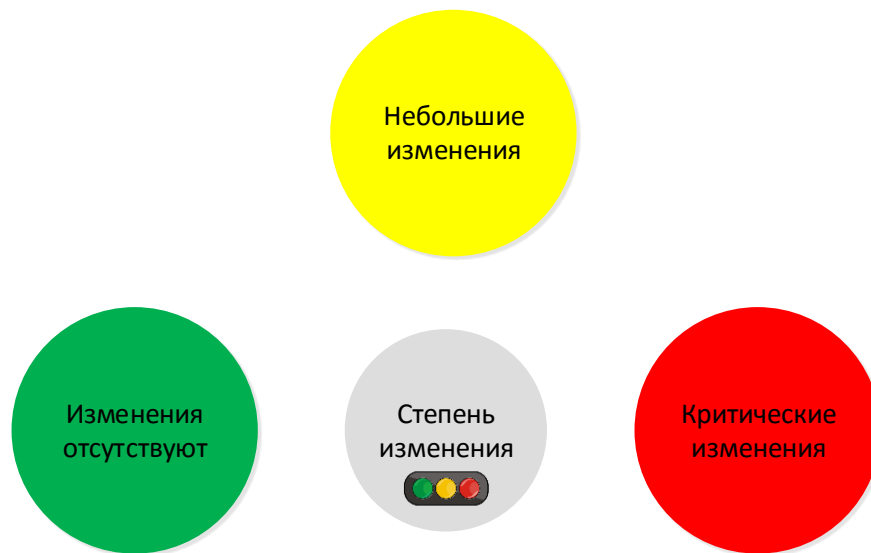 Небольшие
изменения
Изменения
отсутствуют
Степень
изменения
Критические
изменения